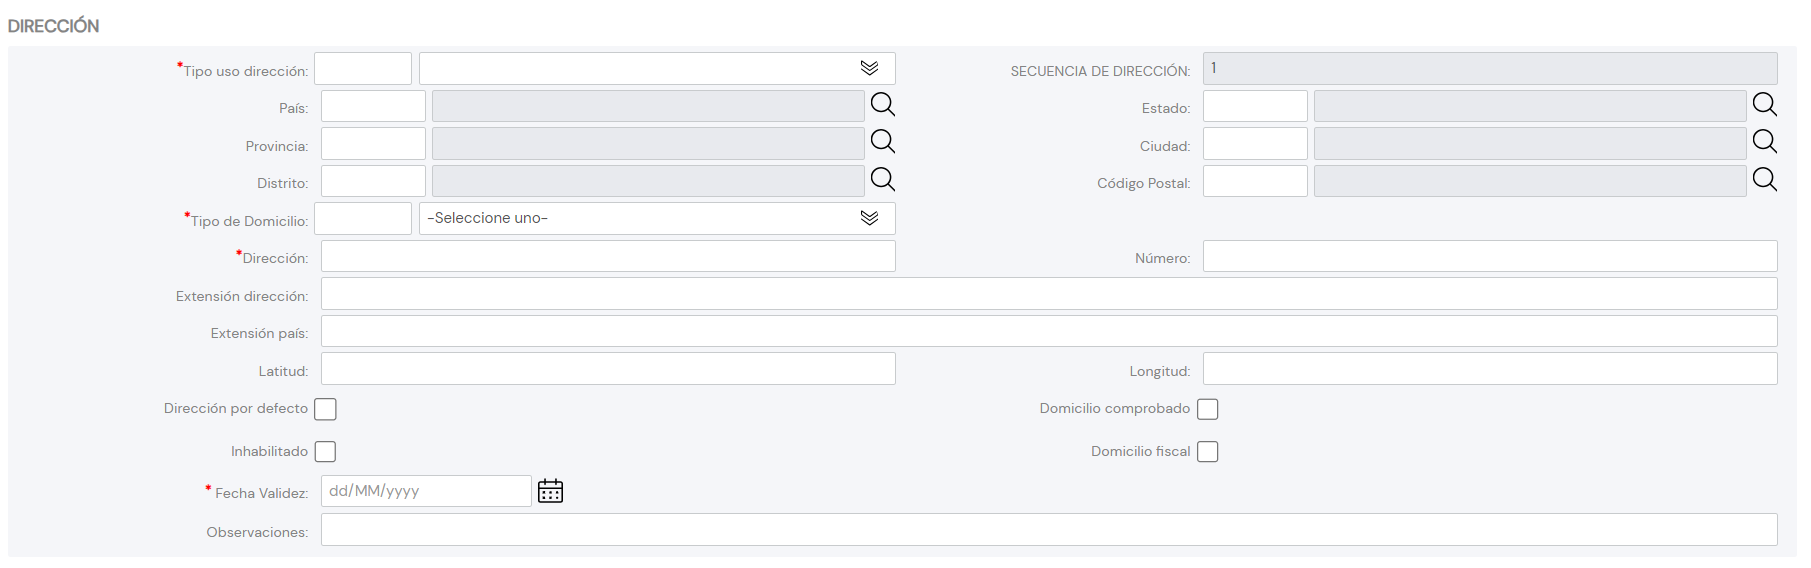 DIRECCIÓN
*Tipo uso dirección: SECUENCIA DE DIRECCIÓN: 1
País: Estado:
Provincia: Ciudad:
Distrito: Código Postal:
*Tipo de Domicilio: -Seleccione uno-
*Dirección: Número:
Extensión dirección:
Extensión país:
Latitud: Longitud:
Dirección por defecto Domicilio comprobado
Inhabilitado Domicilio fiscal
* Fecha Validez: dd/MM/yyyy
Observaciones: